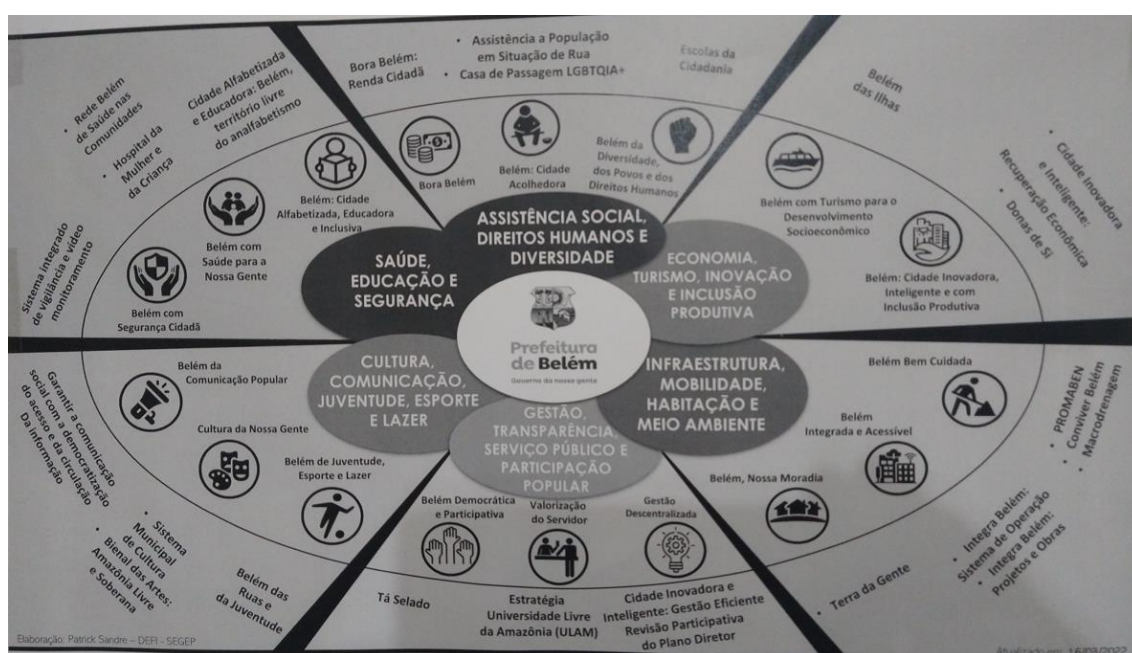 • Rede Belém
de Saúde nas
Comunidades
• Hospital da
Mulher e
da Criança
Cidade Alfabetizada
e Educadora: Belém,
território livre
do analfabetismo
Bora Belém:
Renda Cidadã
• Assistência a População
em Situação de Rua
• Casa de Passagem LGBTQIA+
Escolas da
Cidadania
Belém
das Ilhas
• Cidade Inovadora
e Inteligente:
Recuperação Econômica
• Donas de Si
Sistema integrado
de vigilância e vídeo
monitoramento
Belém com
Segurança Cidadã
Belém com
Saúde para a
Nossa Gente
Belém: Cidade
Alfabetizada, Educadora
e Inclusiva
Bora Belém
Belém: Cidade
Acolhedora
Belém da
Diversidade,
dos Povos e dos
Direitos Humanos
Belém com Turismo para o
Desenvolvimento
Socioeconômico
Belém: Cidade Inovadora,
Inteligente e com
Inclusão Produtiva
SAÚDE,
EDUCAÇÃO E
SEGURANÇA
ASSISTÊNCIA SOCIAL,
DIREITOS HUMANOS E
DIVERSIDADE
ECONOMIA,
TURISMO, INOVAÇÃO
E INCLUSÃO
PRODUTIVA
Prefeitura
de Belém
Governo da nossa gente
CULTURA,
COMUNICAÇÃO,
JUVENTUDE, ESPORTE
E LAZER
GESTÃO,
TRANSPARÊNCIA,
SERVIÇO PÚBLICO E
PARTICIPAÇÃO
POPULAR
INFRAESTRUTURA,
MOBILIDADE,
HABITAÇÃO E
MEIO AMBIENTE
Belém da
Comunicação Popular
Cultura da Nossa Gente
Belém de Juventude,
Esporte e Lazer
Belém Democrática
e Participativa
Valorização
do Servidor
Gestão
Descentralizada
Belém, Nossa Moradia
Belém
Integrada e Acessível
Belém Bem Cuidada
Garantir a comunicação
social com a democratização
do acesso e da circulação
Da informação
• Sistema
Municipal
de Cultura
• Bienal das Artes:
Amazônia Livre
e Soberana
Belém das
Ruas e
da Juventude
Tá Selado
Estratégia
Universidade Livre
da Amazônia (ULAM)
Cidade Inovadora e
Inteligente: Gestão Eficiente
Revisão Participativa
do Plano Diretor
• Terra da Gente
• Integra Belém:
Sistema de Operação
• Integra Belém:
Projetos e Obras
• PROMABEN
• Conviver Belém
• Macrodrenagem
Elaboração: Patrick Sandre – DEFI - SEGEP
Atualizado em: 16/03/2022